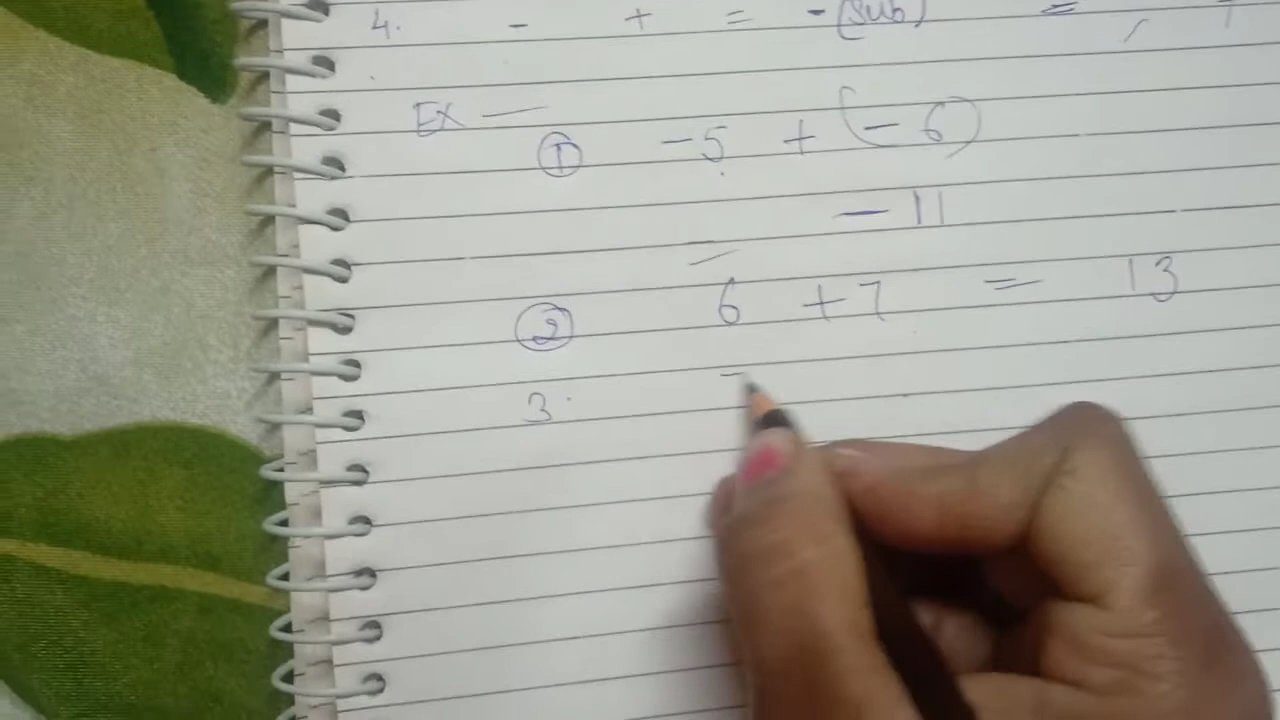 4. - + = - (sub) =
Ex —
① -5 + (-6)
= - 11
② 6 + 7 = 13
3. -